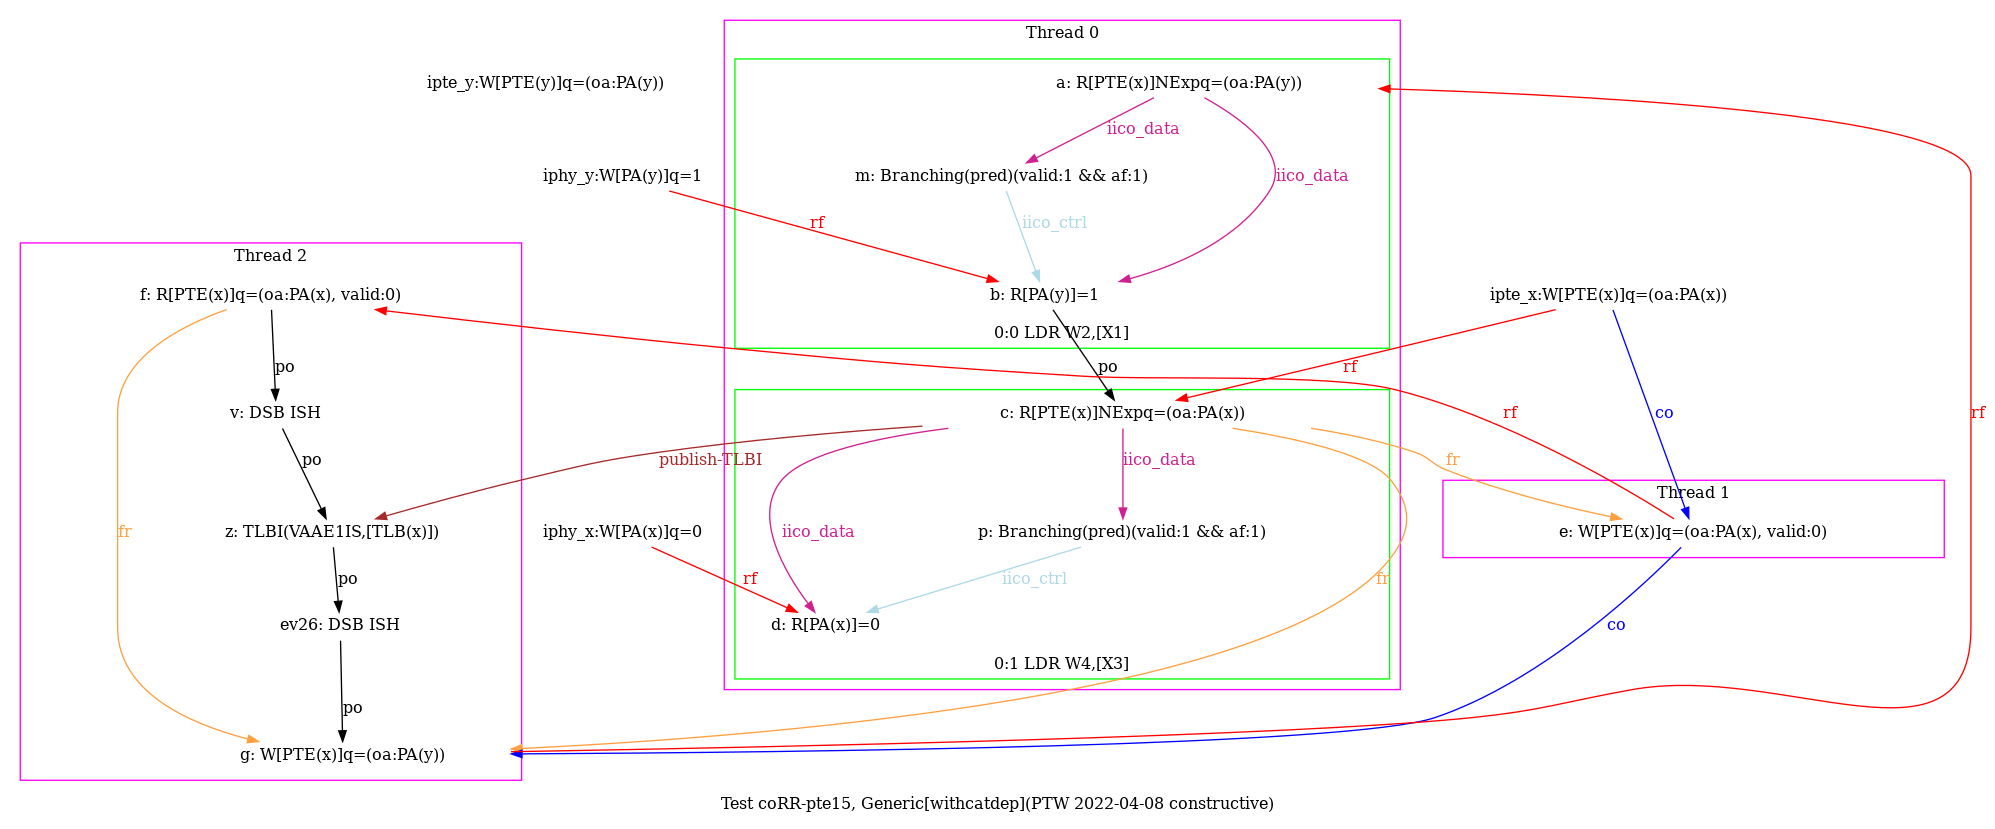 Thread 0
ipte_y:W[PTE(y)]q=(oa:PA(y))
a: R[PTE(x)]NExpq=(oa:PA(y))
iico_data
iphy_y:W[PA(y)]q=1
m: Branching(pred)(valid:1 && af:1)
iico_data
rf
iico_ctrl
Thread 2
f: R[PTE(x)]q=(oa:PA(x), valid:0)
b: R[PA(y)]=1
ipte_x:W[PTE(x)]q=(oa:PA(x))
0:0 LDR W2,[X1]
po
po
rf
v: DSB ISH
c: R[PTE(x)]NExpq=(oa:PA(x))
rf
co
rf
po
publish-TLBI
iico_data
fr
Thread 1
fr
z: TLBI(VAAE1IS,[TLB(x)])
iphy_x:W[PA(x)]q=0
iico_data
p: Branching(pred)(valid:1 && af:1)
e: W[PTE(x)]q=(oa:PA(x), valid:0)
po
rf
iico_ctrl
fr
ev26: DSB ISH
d: R[PA(x)]=0
co
0:1 LDR W4,[X3]
po
g: W[PTE(x)]q=(oa:PA(y))
Test coRR-pte15, Generic[withcatdep](PTW 2022-04-08 constructive)